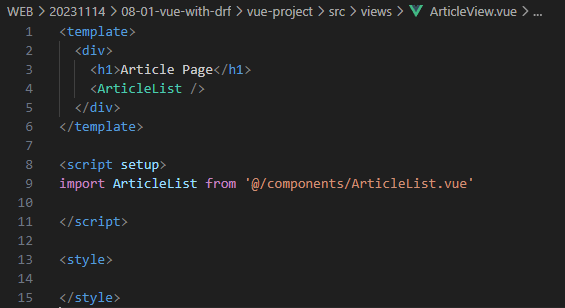 WEB > 20231114 > 08-01-vue-with-drf > vue-project > src > views > ArticleView.vue > ...
1 <template>
2 <div>
3 <h1>Article Page</h1>
4 <ArticleList />
5 </div>
6 </template>
7
8 <script setup>
9 import ArticleList from '@/components/ArticleList.vue'
10
11 </script>
12
13 <style>
14
15 </style>